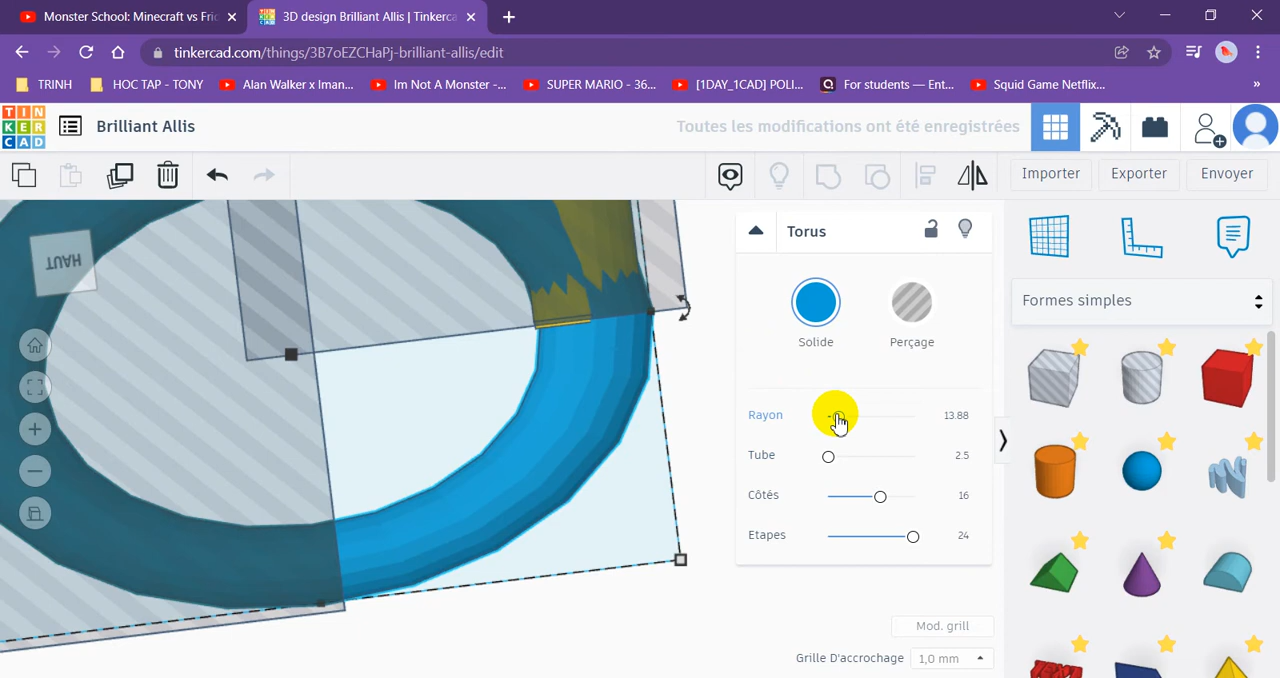 Monster School: Minecraft vs Fric
3D design Brilliant Allis | Tinkerca
tinkercad.com/things/3B7oEZCHaPj-brilliant-allis/edit
TRINH
HOC TAP - TONY
Alan Walker x Iman...
Im Not A Monster -...
SUPER MARIO - 36...
[1DAY_1CAD] POLI...
For students — Ent...
Squid Game Netflix...
»
TIN
KER
CAD
Brilliant Allis
Toutes les modifications ont été enregistrées
Importer
Exporter
Envoyer
HAUT
Torus
Solide
Perçage
Rayon 13.88
Tube 2.5
Côtés 16
Etapes 24
Mod. grill
Grille D'accrochage 1,0 mm
Formes simples